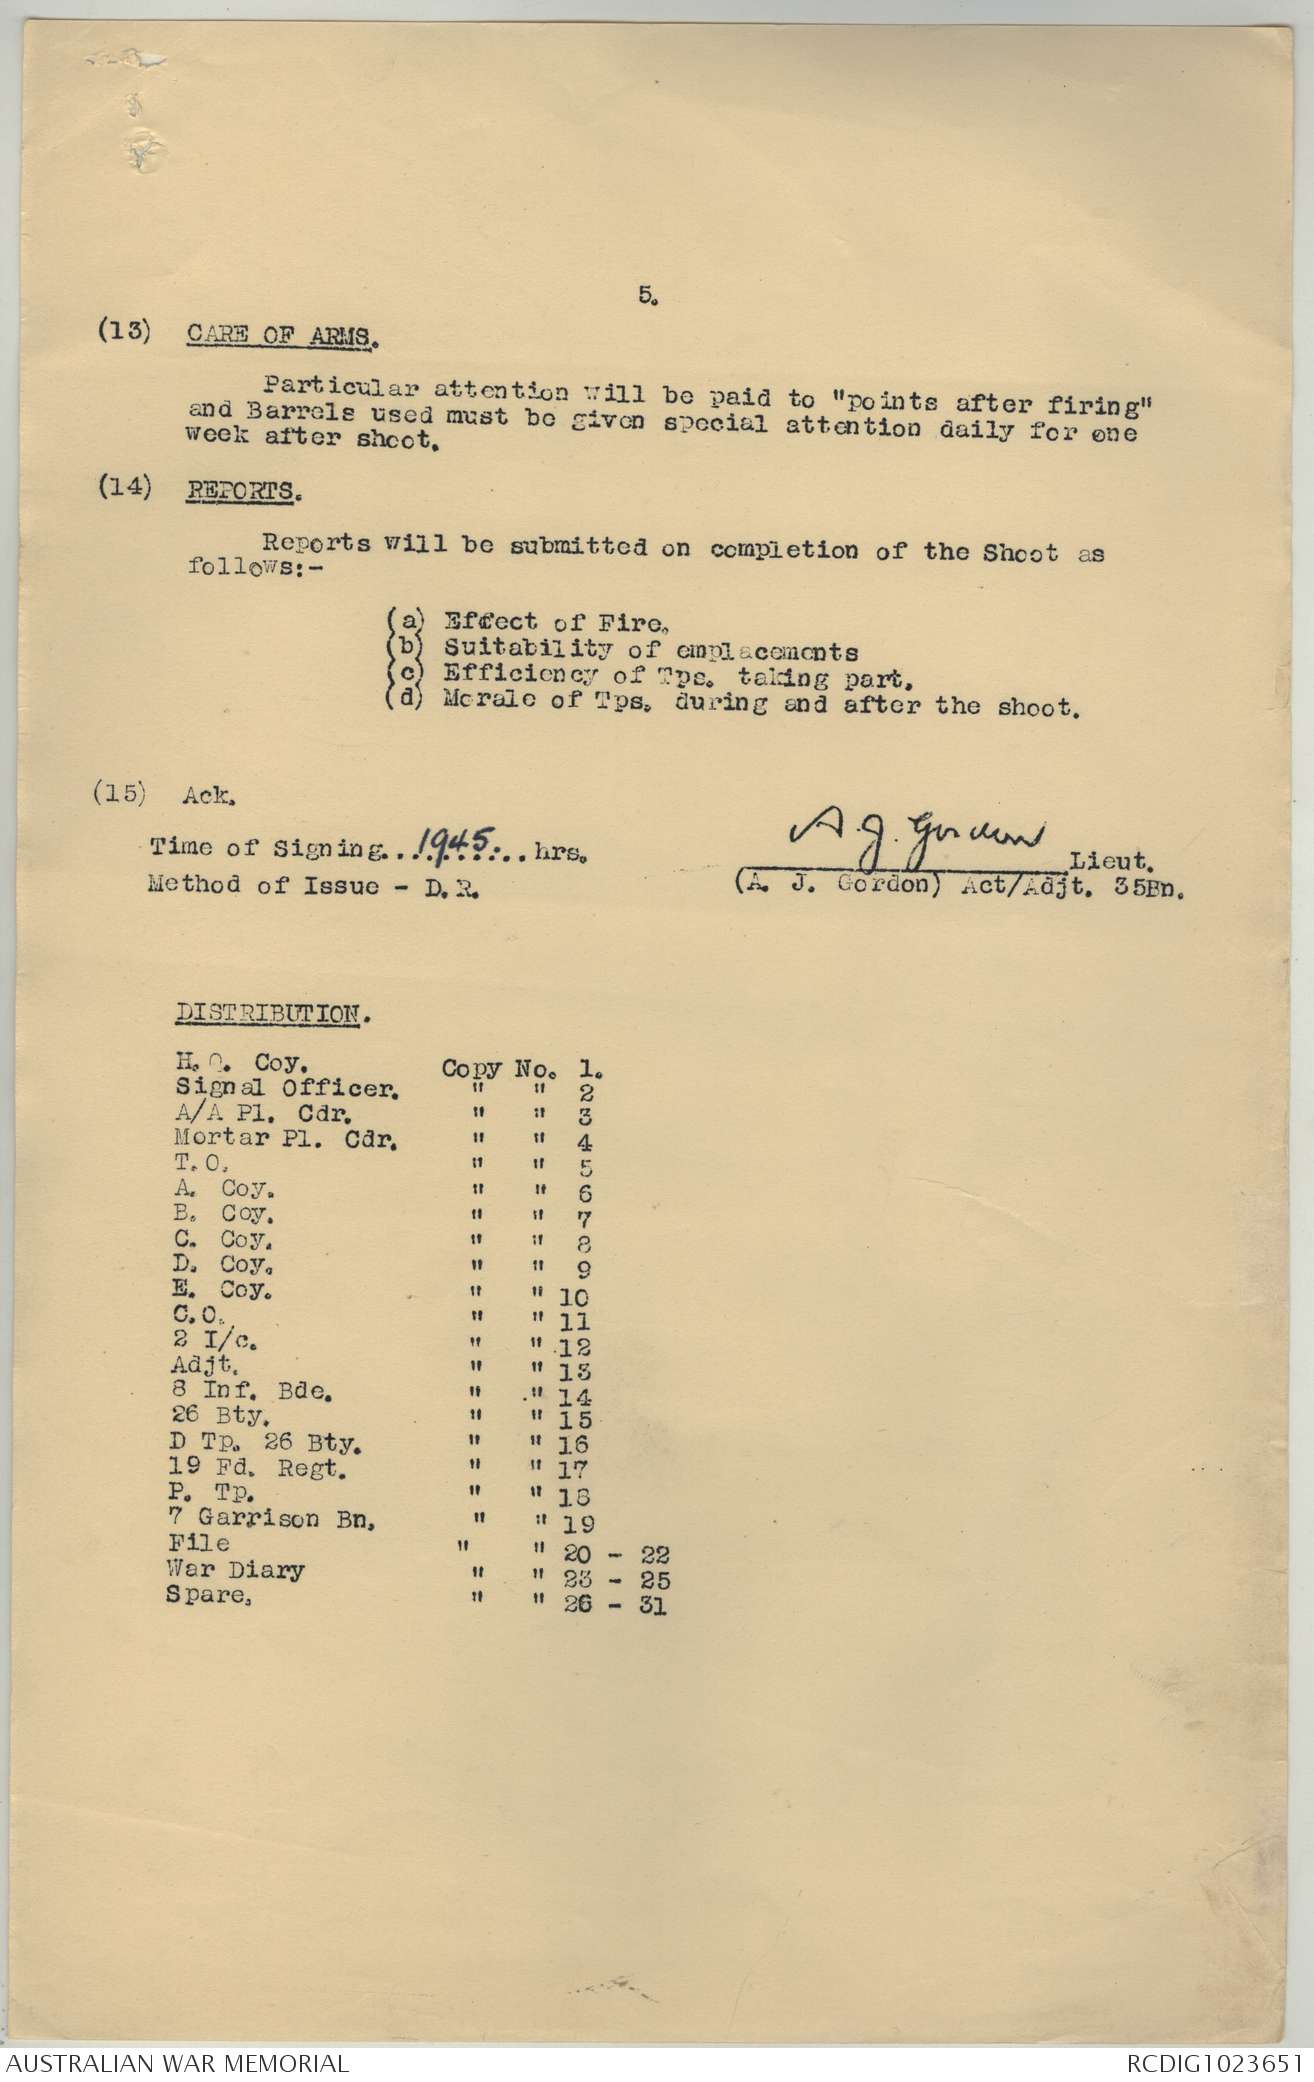 5.
(13) CARE OF ARMS.
Particular attention will be paid to "points after firing"
and Barrels used must be given special attention daily for one
week after shoot.
(14) REPORTS.
Reports will be submitted on completion of the Shoot as
follows:-
(a) Effect of Fire.
(b) Suitability of emplacements
(c) Efficiency of Tps. taking part.
(d) Morale of Tps. during and after the shoot.
(15) Ack.
A. J. Gordon
Time of Signing..1945...hrs.
Lieut.
Method of Issue - D.R.
(A. J. Gordon) Act/Adjt. 35Bn.
DISTRIBUTION.
H.Q. Coy. Copy No. 1.
Signal Officer. " " 2
A/A Pl. Cdr. " " 3
Mortar Pl. Cdr. " " 4
T.O. " " 5
A. Coy. " " 6
B. Coy. " " 7
C. Coy. " " 8
D. Coy. " " 9
E. Coy. " " 10
C.O. " " 11
2 I/c. " " 12
Adjt. " " 13
8 Inf. Bde. " " 14
26 Bty. " " 15
D Tp. 26 Bty. " " 16
19 Fd. Regt. " " 17
P. Tp. " " 18
7 Garrison Bn. " " 19
File " " 20 - 22
War Diary " " 23 - 25
Spare. " " 26 - 31
AUSTRALIAN WAR MEMORIAL
RCDIG1023651